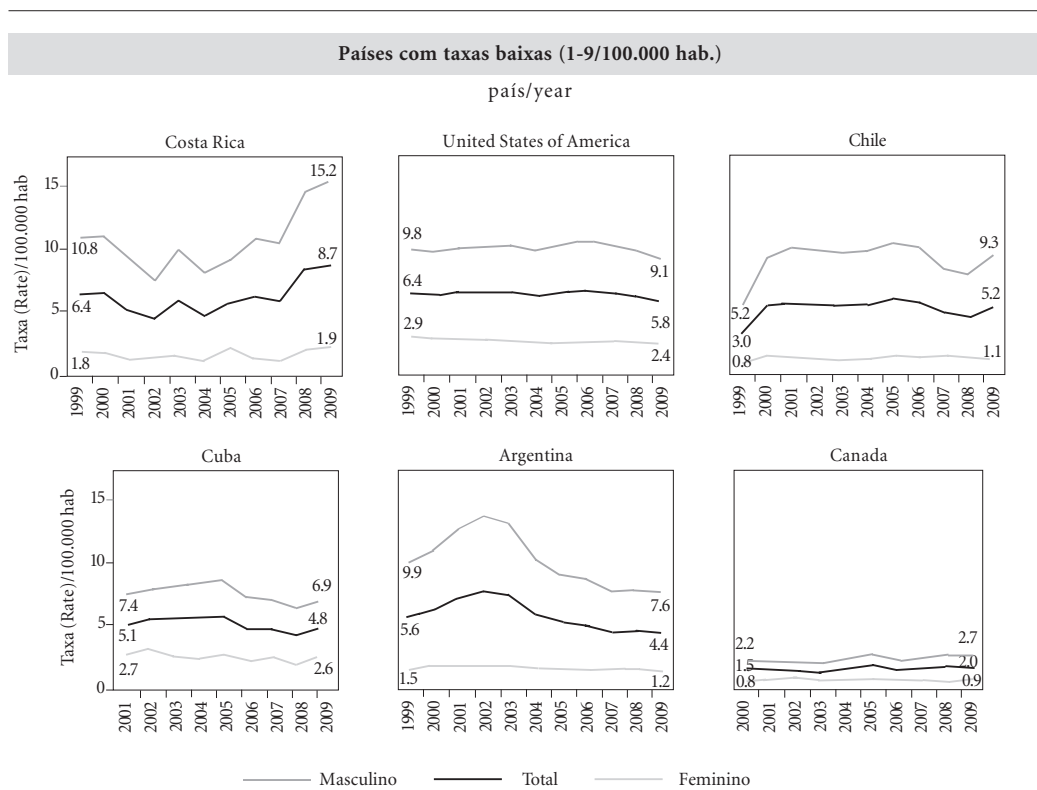 Países com taxas baixas (1-9/100.000 hab.)
país/year
Costa Rica
United States of America
Chile
Taxa (Rate)/100.000 hab
15
10
5
0
10.8
6.4
1.8
15.2
8.7
1.9
1999 2000 2001 2002 2003 2004 2005 2006 2007 2008 2009
9.8
6.4
2.9
9.1
5.8
2.4
1999 2000 2001 2002 2003 2004 2005 2006 2007 2008 2009
5.2
3.0
0.8
9.3
5.2
1.1
1999 2000 2001 2002 2003 2004 2005 2006 2007 2008 2009
Cuba
Argentina
Canada
Taxa (Rate)/100.000 hab
15
10
5
0
7.4
5.1
2.7
6.9
4.8
2.6
2001 2002 2003 2004 2005 2006 2007 2008 2009
9.9
5.6
1.5
7.6
4.4
1.2
1999 2000 2001 2002 2003 2004 2005 2006 2007 2008 2009
2.2
1.5
0.8
2.7
2.0
0.9
2000 2001 2002 2003 2004 2005 2006 2007 2008 2009
Masculino Total Feminino